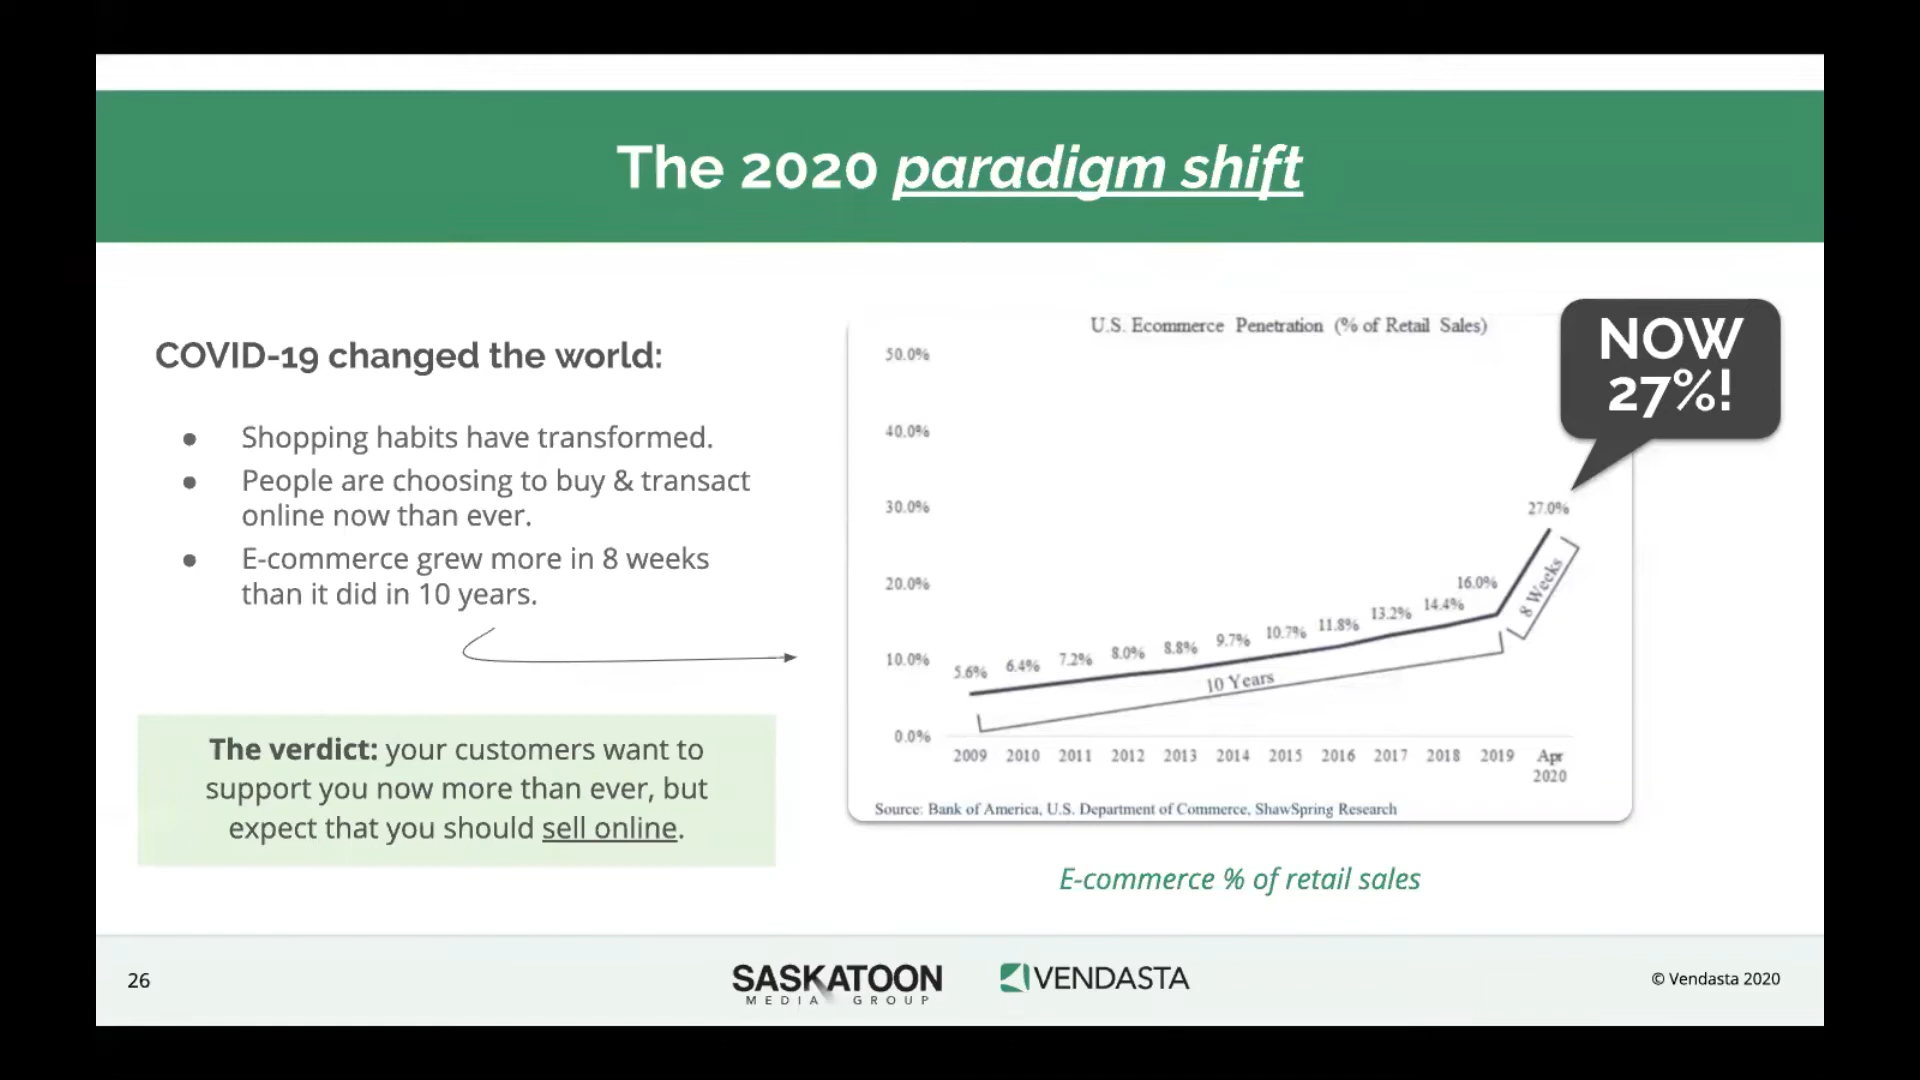 The 2020 paradigm shift
COVID-19 changed the world:
● Shopping habits have transformed.
● People are choosing to buy & transact
online now than ever.
● E-commerce grew more in 8 weeks
than it did in 10 years.
The verdict: your customers want to
support you now more than ever, but
expect that you should sell online.
U.S. Ecommerce Penetration (% of Retail Sales)
NOW
27%!
50.0%
40.0%
30.0%
20.0%
10.0%
0.0%
5.6% 6.4% 7.2% 8.0% 8.8% 9.7% 10.7% 11.8% 13.2% 14.4% 16.0% 27.0%
10 Years
8 Weeks
2009 2010 2011 2012 2013 2014 2015 2016 2017 2018 2019 Apr
2020
Source: Bank of America, U.S. Department of Commerce, ShawSpring Research
E-commerce % of retail sales
26
SASKATOON
MEDIA GROUP
VENDASTA
© Vendasta 2020